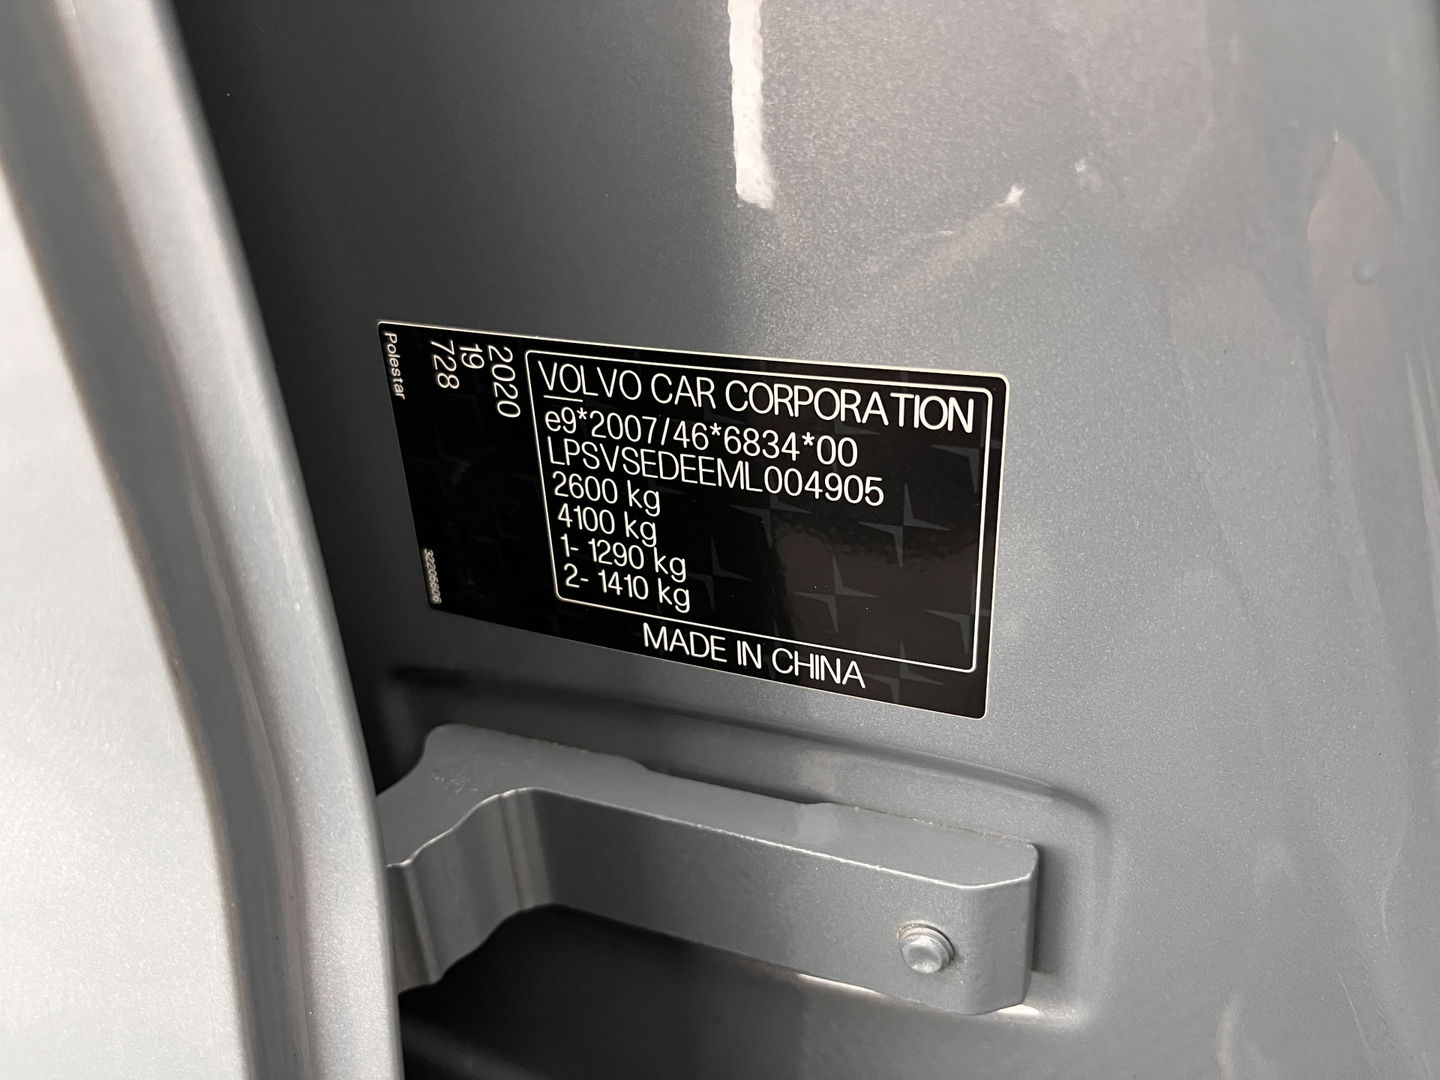 VOLVO CAR CORPORATION
e9*2007/46*6834*00
LPSVSEDEEML004905
2600 kg
4100 kg
1- 1290 kg
2- 1410 kg
MADE IN CHINA
2020
19
728
Polestar
32206606